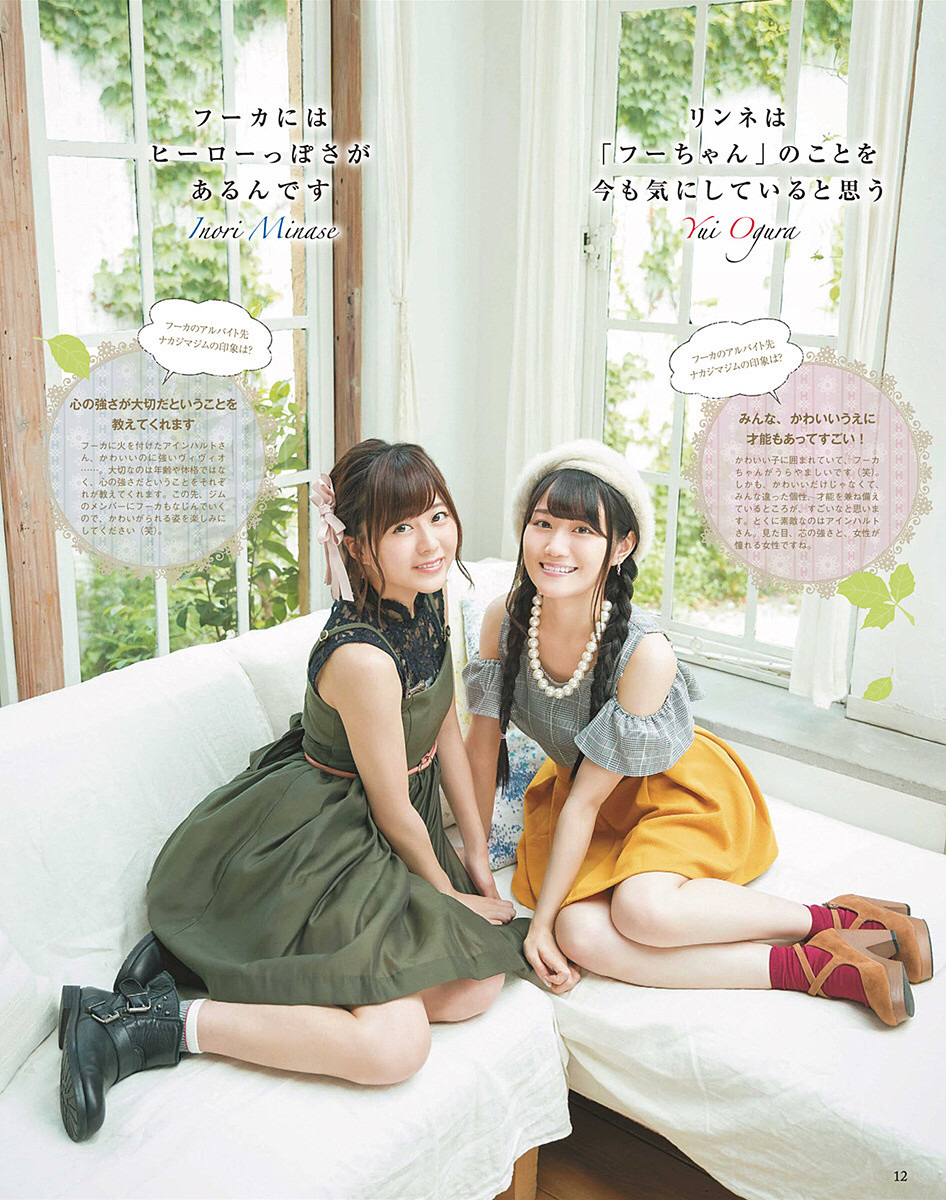 フーカには
ヒーローっぽさが
あるんです
Inori Minase
リンネは
「フーちゃん」のことを
今も気にしていると思う
Yui Ogura
フーカのアルバイト先
ナカジマジムの印象は?
心の強さが大切だということを
教えてくれます
フーカに火を付けたアインハルトさ
ん、かわいいのに強いヴィヴィオ
……。大切なのは年齢や体格ではな
く、心の強さだということをそれぞ
れが教えてくれます。この先、ジム
のメンバーにフーカもなじんでいく
ので、かわいがられる姿を楽しみに
してください(笑)。
フーカのアルバイト先
ナカジマジムの印象は?
みんな、かわいいうえに
才能もあってすごい!
かわいい子に囲まれていて、フーカ
ちゃんがうらやましいです(笑)。
しかも、かわいいだけじゃなくて、
みんな違った個性、才能を兼ね備え
ているところが、すごいなと思いま
す。とくに素敵なのはアインハルト
さん。見た目、芯の強さと、女性が
憧れる女性ですね。
12